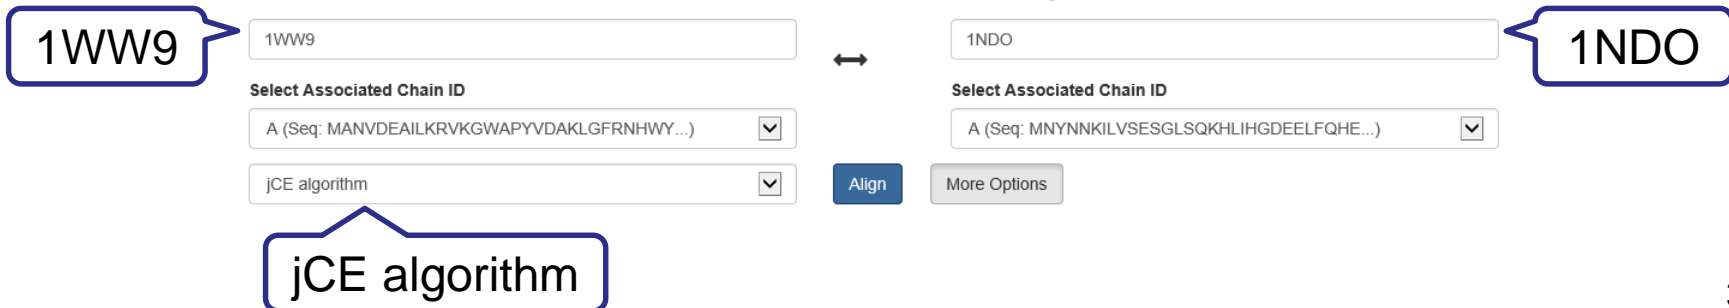 1WW9
1WW9
1NDO
1NDO
Select Associated Chain ID
Select Associated Chain ID
A (Seq: MANVDEAILKRVKGWAPYVDAKLGFRNHWY...)
A (Seq: MNYNNKILVSESGLSQKHLIHGDEELFQHE...)
jCE algorithm
Align
More Options
jCE algorithm